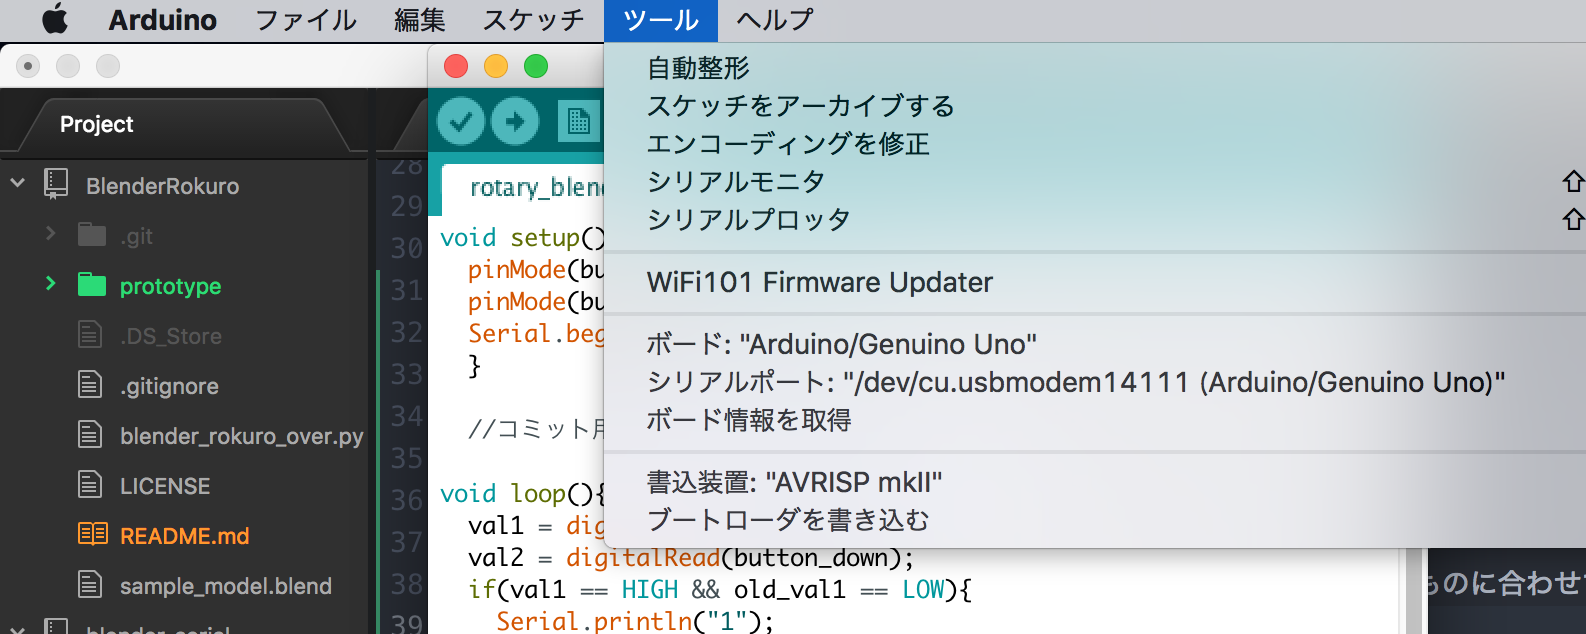 Arduino ファイル 編集 スケッチ ツール ヘルプ
自動整形
スケッチをアーカイブする
エンコーディングを修正
シリアルモニタ ⇧
シリアルプロッタ ⇧
WiFi101 Firmware Updater
ボード: "Arduino/Genuino Uno"
シリアルポート: "/dev/cu.usbmodem14111 (Arduino/Genuino Uno)"
ボード情報を取得
書込装置: "AVRISP mkII"
ブートローダを書き込む
Project
BlenderRokuro
.git
prototype
.DS_Store
.gitignore
blender_rokuro_over.py
LICENSE
README.md
sample_model.blend
blender_serial
28
29
30
31
32
33
34
35
36
37
38
39
rotary_blen
void setup()
pinMode(bu
pinMode(bu
Serial.beg
}
//コミット用
void loop(){
val1 = dig
val2 = digitalRead(button_down);
if(val1 == HIGH && old_val1 == LOW){
Serial.println("1");
ものに合わせ